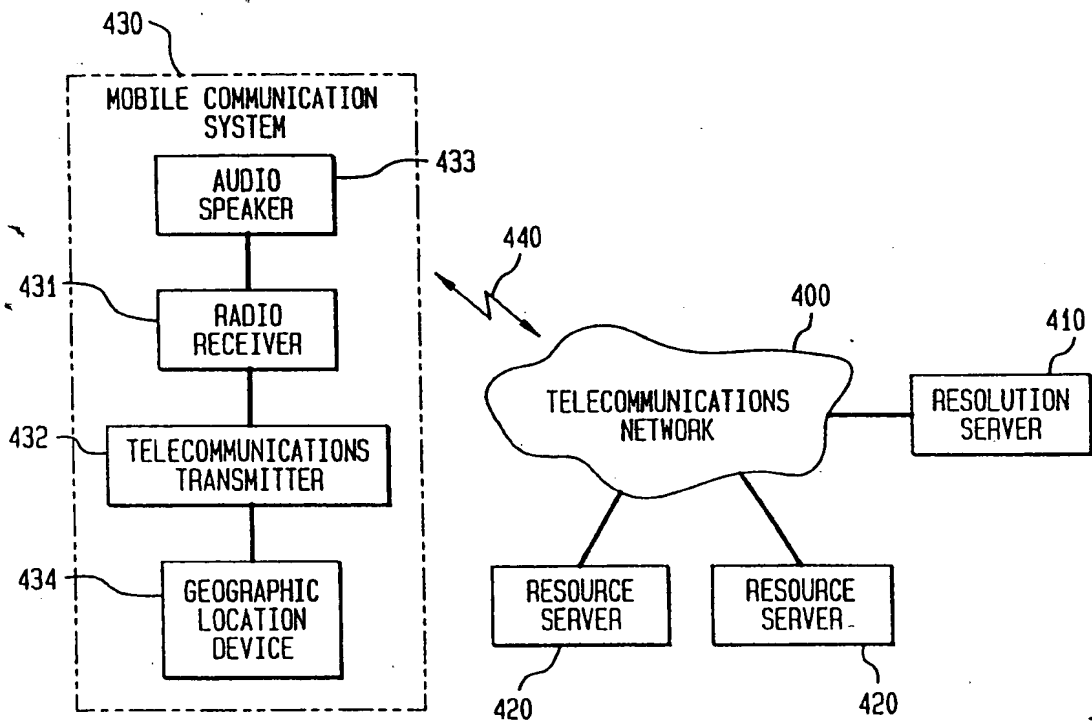 430
MOBILE COMMUNICATION
SYSTEM
AUDIO
SPEAKER
433
431
RADIO
RECEIVER
432
TELECOMMUNICATIONS
TRANSMITTER
434
GEOGRAPHIC
LOCATION
DEVICE
440
400
TELECOMMUNICATIONS
NETWORK
410
RESOLUTION
SERVER
RESOURCE
SERVER
420
RESOURCE
SERVER
420